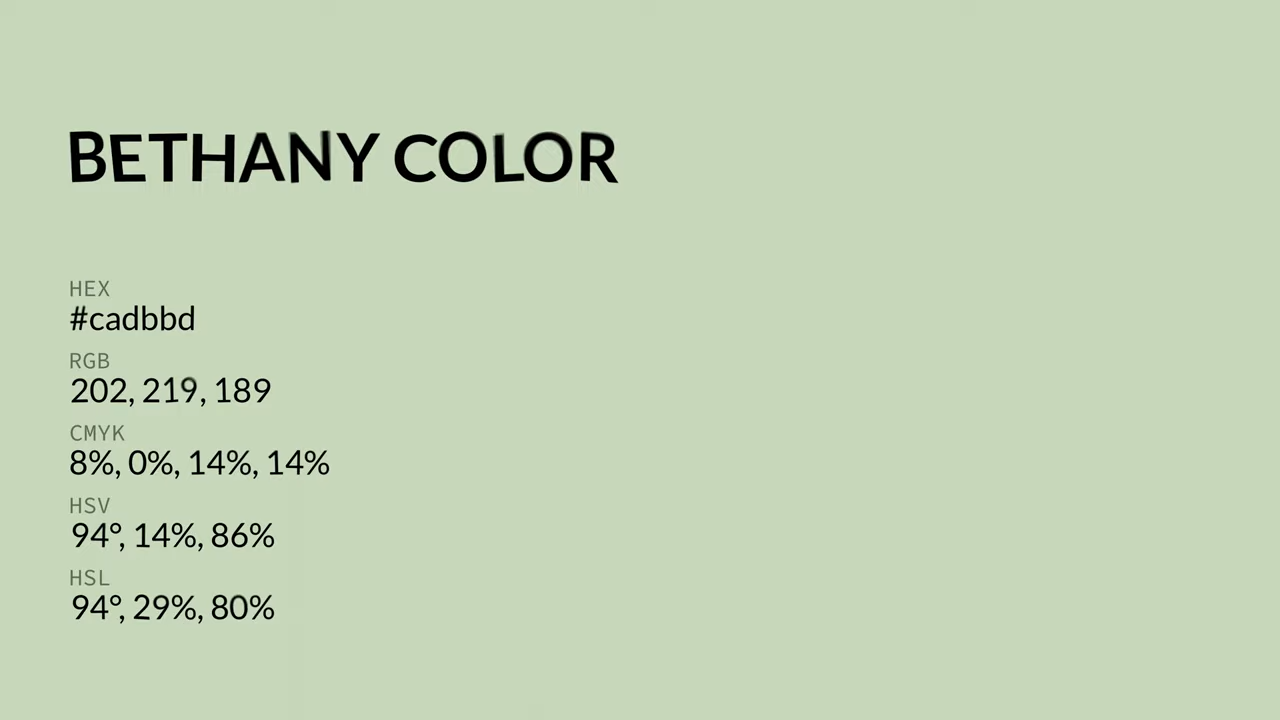 BETHANY COLOR
HEX
#cadbbd
RGB
202, 219, 189
CMYK
8%, 0%, 14%, 14%
HSV
94°, 14%, 86%
HSL
94°, 29%, 80%